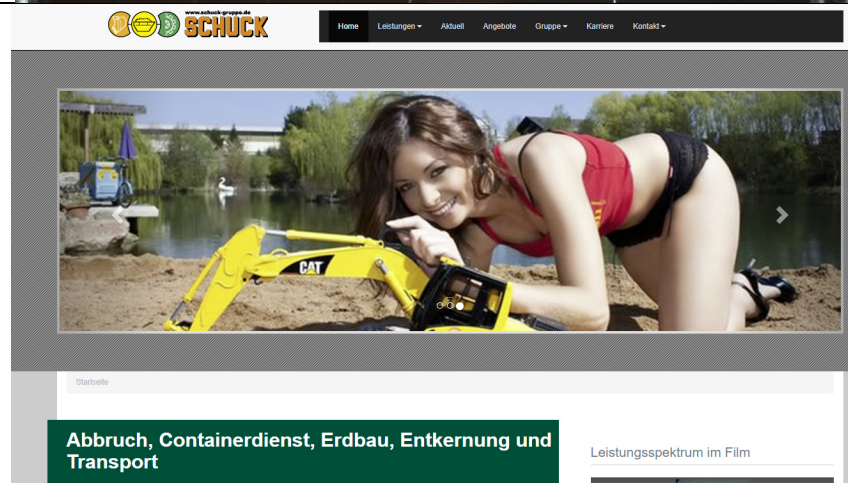 www.schuck-gruppe.de
SCHUCK
Home Leistungen Aktuell Angebote Gruppe Karriere Kontakt
CAT
Startseite
Abbruch, Containerdienst, Erdbau, Entkernung und
Transport
Leistungsspektrum im Film